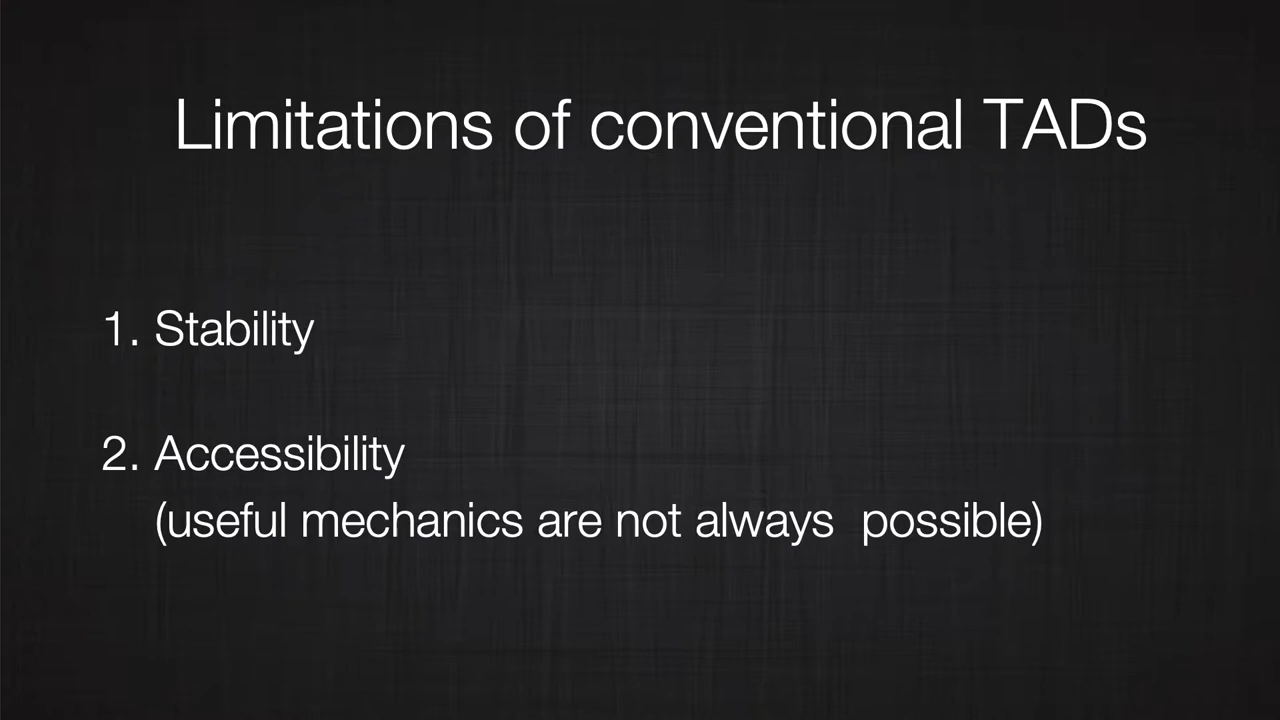 Limitations of conventional TADs
1. Stability
2. Accessibility
(useful mechanics are not always  possible)